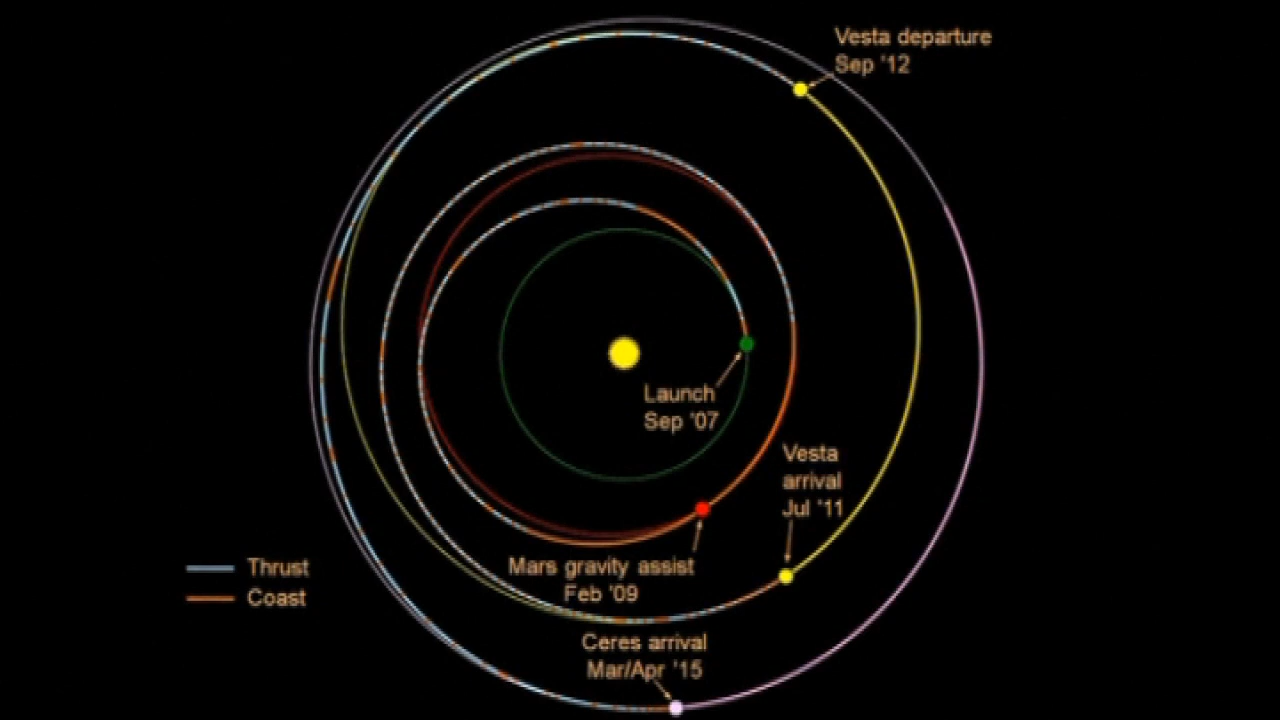 Vesta departure
Sep '12
Launch
Sep '07
Vesta
arrival
Jul '11
Mars gravity assist
Feb '09
Thrust
Coast
Ceres arrival
Mar/Apr '15